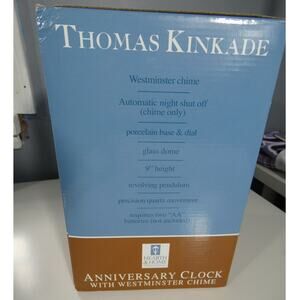 THOMAS KINKADE
Westminster chime
Automatic night shut off
(chime only)
porcelain base & dial
glass dome
9" height
revolving pendulum
precision quartz movement
requires two "AA"
batteries (not included)
HEARTH
& HOME
ANNIVERSARY CLOCK
WITH WESTMINSTER CHIME